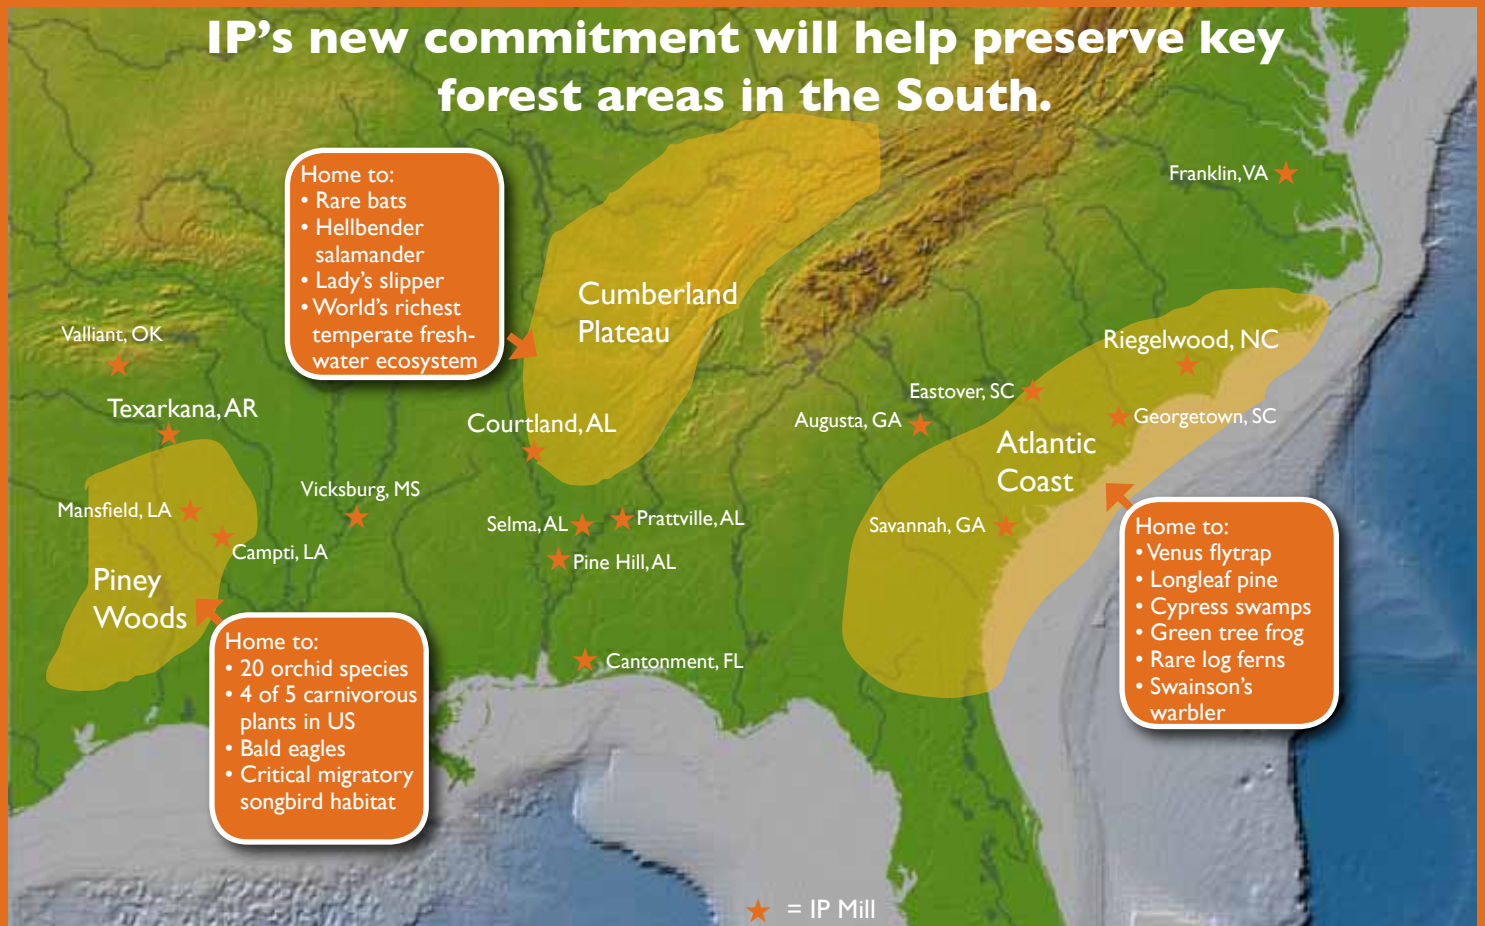 IP’s new commitment will help preserve key
forest areas in the South.
Home to:
• Rare bats
• Hellbender
salamander
• Lady’s slipper
• World’s richest
temperate fresh-
water ecosystem
Cumberland
Plateau
Franklin, VA
Valliant, OK
Texarkana, AR
Courtland, AL
Riegelwood, NC
Eastover, SC
Augusta, GA
Georgetown, SC
Atlantic
Coast
Mansfield, LA
Vicksburg, MS
Campti, LA
Selma, AL
Prattville, AL
Pine Hill, AL
Savannah, GA
Piney
Woods
Cantonment, FL
Home to:
• Venus flytrap
• Longleaf pine
• Cypress swamps
• Green tree frog
• Rare log ferns
• Swainson’s
warbler
Home to:
• 20 orchid species
• 4 of 5 carnivorous
plants in US
• Bald eagles
• Critical migratory
songbird habitat
★ = IP Mill